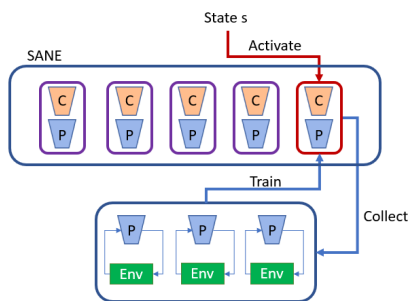 State s
Activate
SANE
C C C C C
P P P P P
Train
Collect
P P P
Env Env Env